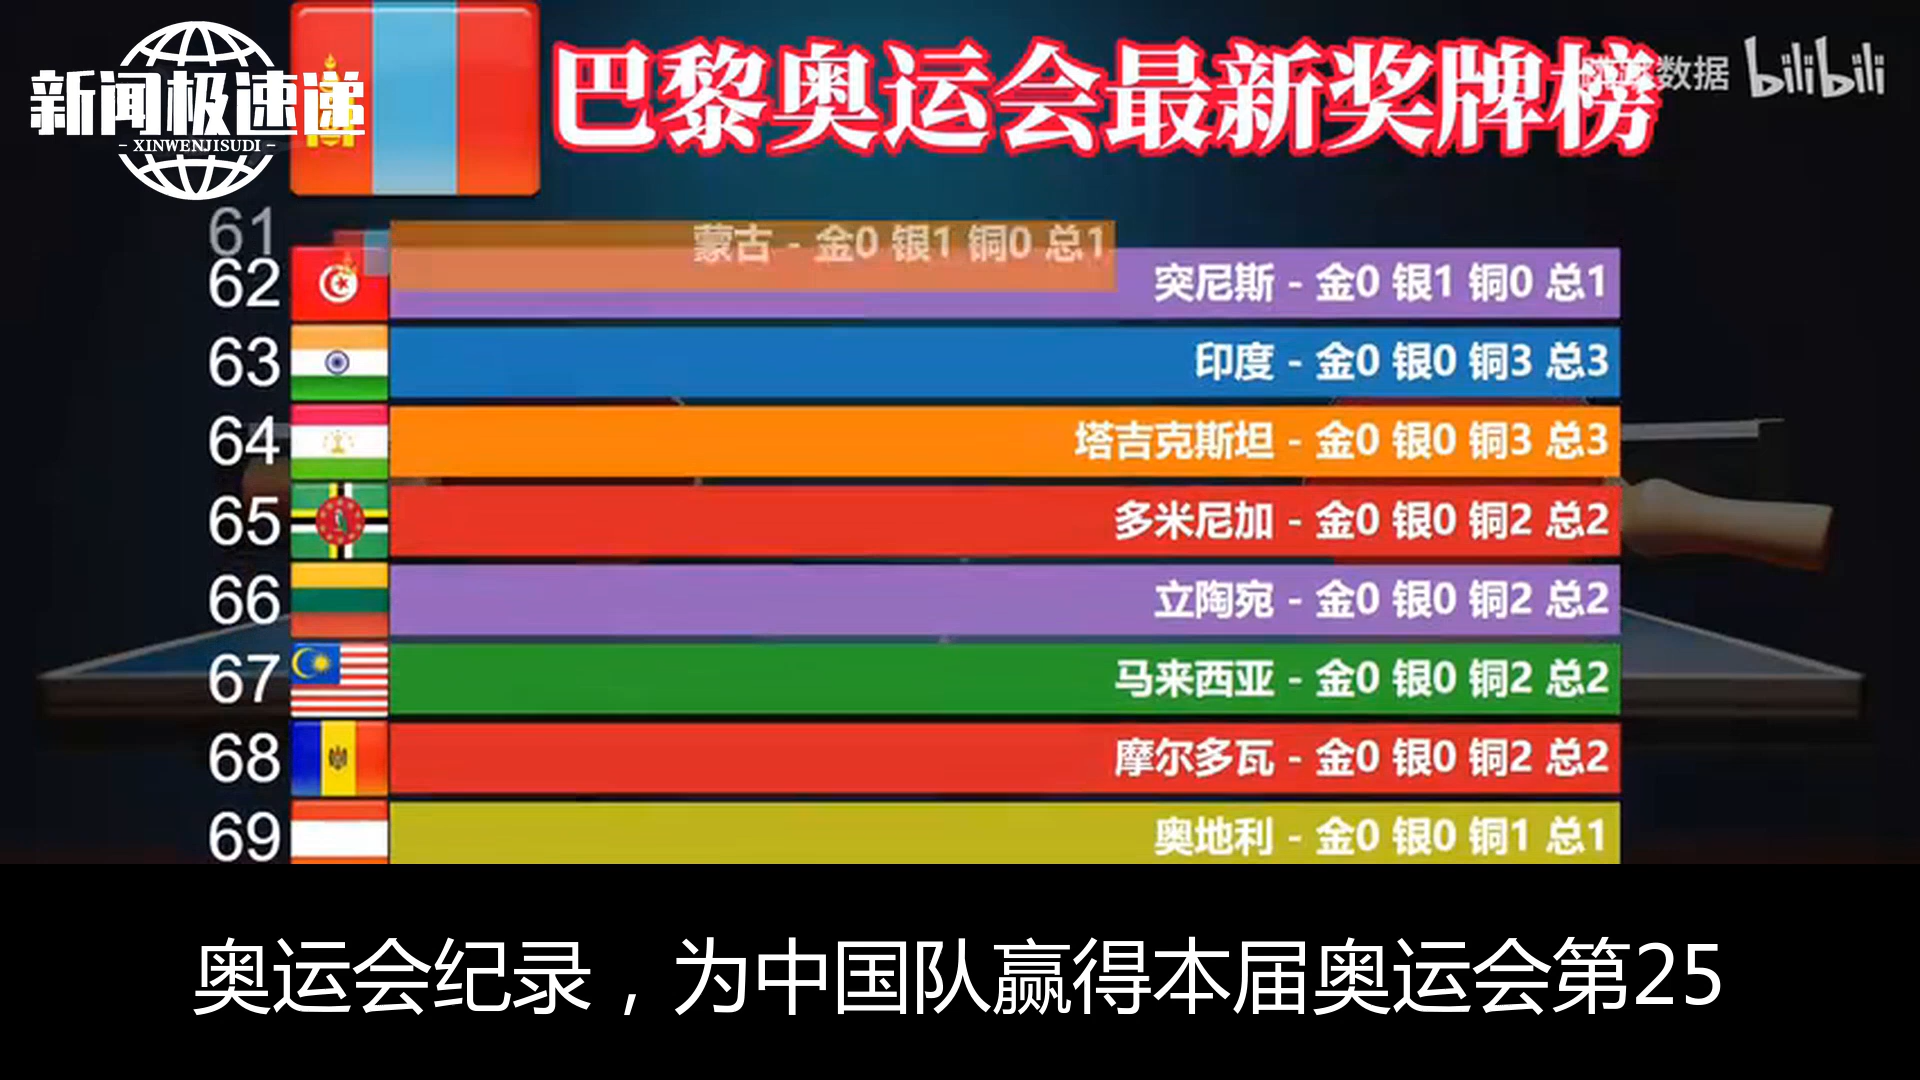 新闻极速递
- XINWENJISUDI -
巴黎奥运会最新奖牌榜
数据 bilibili
61 蒙古 - 金0 银1 铜0 总1
62 突尼斯 - 金0 银1 铜0 总1
63 印度 - 金0 银0 铜3 总3
64 塔吉克斯坦 - 金0 银0 铜3 总3
65 多米尼加 - 金0 银0 铜2 总2
66 立陶宛 - 金0 银0 铜2 总2
67 马来西亚 - 金0 银0 铜2 总2
68 摩尔多瓦 - 金0 银0 铜2 总2
69 奥地利 - 金0 银0 铜1 总1
奥运会纪录，为中国队赢得本届奥运会第25